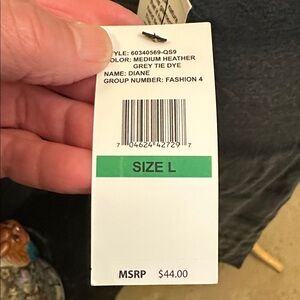 STYLE: 60340569-QS9
COLOR: MEDIUM HEATHER
GREY TIE DYE
NAME: DIANE
GROUP NUMBER: FASHION 4
7 04624 42729 7
SIZE L
MSRP $44.00